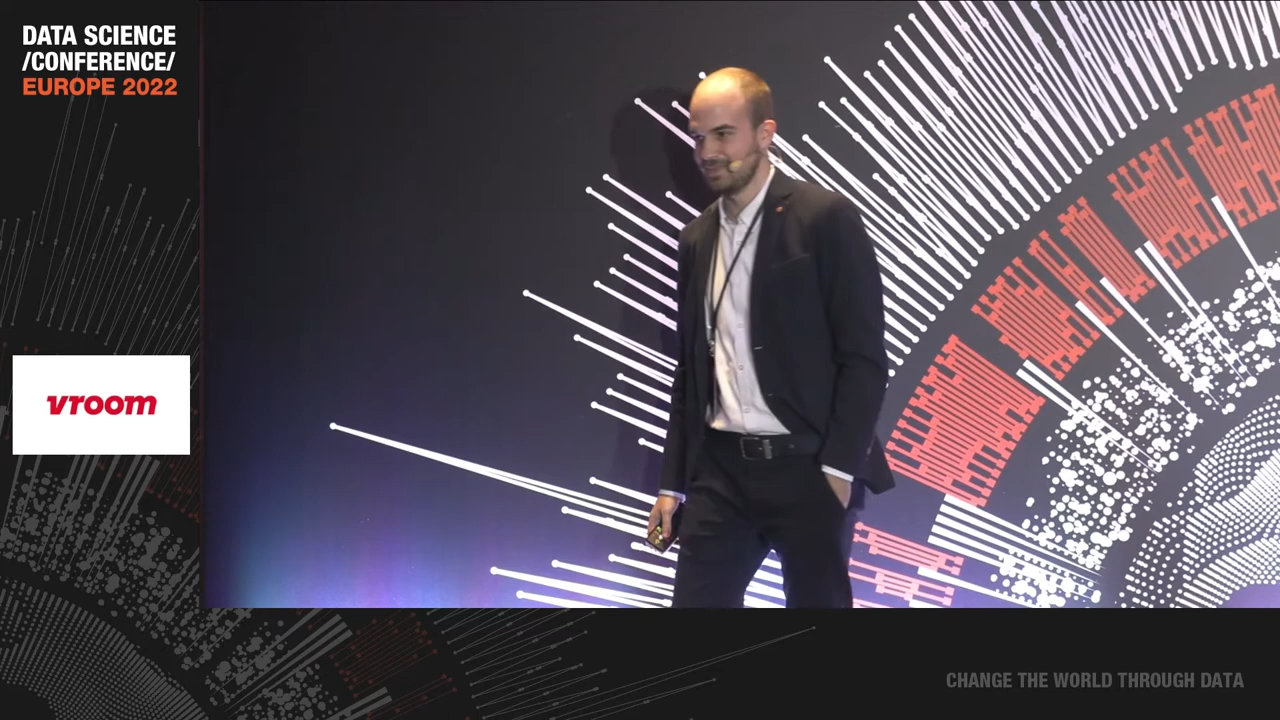 DATA SCIENCE
/CONFERENCE/
EUROPE 2022
vroom
CHANGE THE WORLD THROUGH DATA